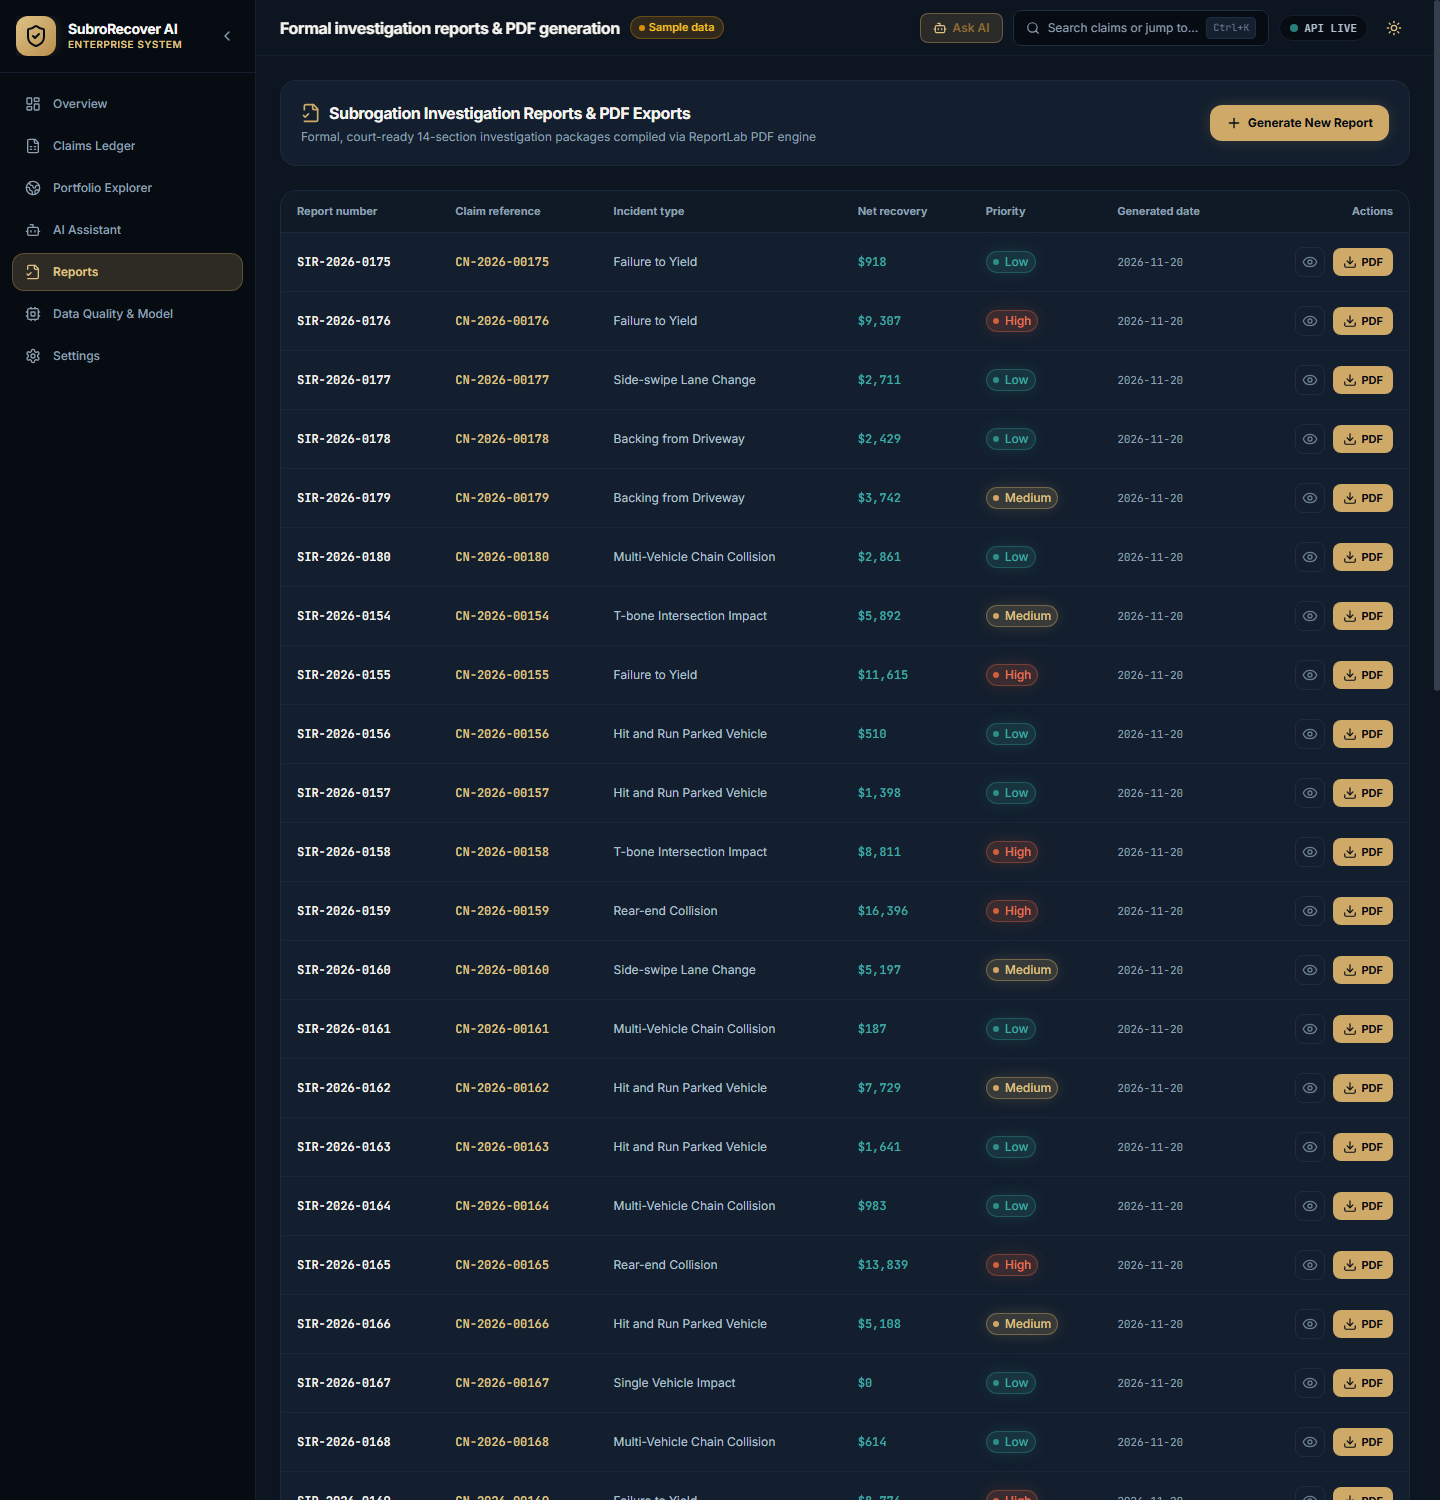 SubroRecover AI
ENTERPRISE SYSTEM
Overview
Claims Ledger
Portfolio Explorer
AI Assistant
Reports
Data Quality & Model
Settings
Formal investigation reports & PDF generation
Sample data
Ask AI
Search claims or jump to...
Ctrl+K
API LIVE
Subrogation Investigation Reports & PDF Exports
Formal, court-ready 14-section investigation packages compiled via ReportLab PDF engine
Generate New Report
Report number Claim reference Incident type Net recovery Priority Generated date Actions
SIR-2026-0175 CN-2026-00175 Failure to Yield $918 Low 2026-11-20 PDF
SIR-2026-0176 CN-2026-00176 Failure to Yield $9,307 High 2026-11-20 PDF
SIR-2026-0177 CN-2026-00177 Side-swipe Lane Change $2,711 Low 2026-11-20 PDF
SIR-2026-0178 CN-2026-00178 Backing from Driveway $2,429 Low 2026-11-20 PDF
SIR-2026-0179 CN-2026-00179 Backing from Driveway $3,742 Medium 2026-11-20 PDF
SIR-2026-0180 CN-2026-00180 Multi-Vehicle Chain Collision $2,861 Low 2026-11-20 PDF
SIR-2026-0154 CN-2026-00154 T-bone Intersection Impact $5,892 Medium 2026-11-20 PDF
SIR-2026-0155 CN-2026-00155 Failure to Yield $11,615 High 2026-11-20 PDF
SIR-2026-0156 CN-2026-00156 Hit and Run Parked Vehicle $510 Low 2026-11-20 PDF
SIR-2026-0157 CN-2026-00157 Hit and Run Parked Vehicle $1,398 Low 2026-11-20 PDF
SIR-2026-0158 CN-2026-00158 T-bone Intersection Impact $8,811 High 2026-11-20 PDF
SIR-2026-0159 CN-2026-00159 Rear-end Collision $16,396 High 2026-11-20 PDF
SIR-2026-0160 CN-2026-00160 Side-swipe Lane Change $5,197 Medium 2026-11-20 PDF
SIR-2026-0161 CN-2026-00161 Multi-Vehicle Chain Collision $187 Low 2026-11-20 PDF
SIR-2026-0162 CN-2026-00162 Hit and Run Parked Vehicle $7,729 Medium 2026-11-20 PDF
SIR-2026-0163 CN-2026-00163 Hit and Run Parked Vehicle $1,641 Low 2026-11-20 PDF
SIR-2026-0164 CN-2026-00164 Multi-Vehicle Chain Collision $983 Low 2026-11-20 PDF
SIR-2026-0165 CN-2026-00165 Rear-end Collision $13,839 High 2026-11-20 PDF
SIR-2026-0166 CN-2026-00166 Hit and Run Parked Vehicle $5,108 Medium 2026-11-20 PDF
SIR-2026-0167 CN-2026-00167 Single Vehicle Impact $0 Low 2026-11-20 PDF
SIR-2026-0168 CN-2026-00168 Multi-Vehicle Chain Collision $614 Low 2026-11-20 PDF